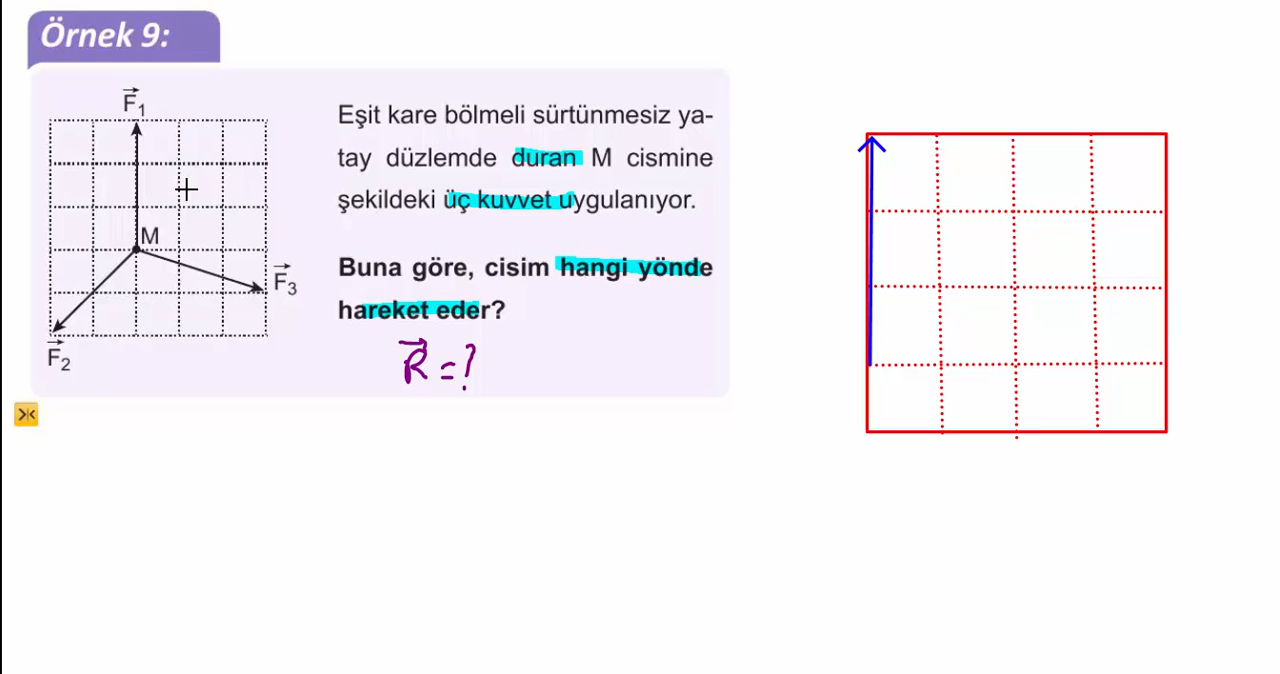 Örnek 9:
F₁
M
F₃
F₂
Eşit kare bölmeli sürtünmesiz ya-
tay düzlemde duran M cismine
şekildeki üç kuvvet uygulanıyor.
Buna göre, cisim hangi yönde
hareket eder?
R = ?